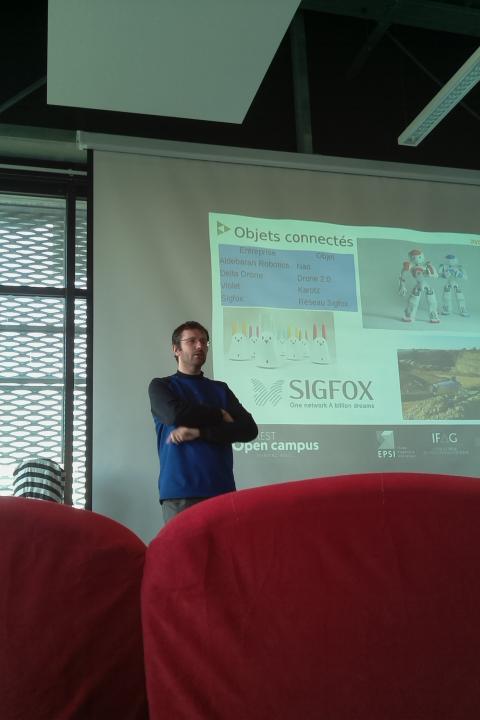 Objets connectés
Entreprise Objet
Aldebaran Robotics Nao
Delta Drone Drone 2.0
Violet Karotz
Sigfox Réseau Sigfox
SIGFOX
One network A billion dreams
Open campus
EPSI
IFAG